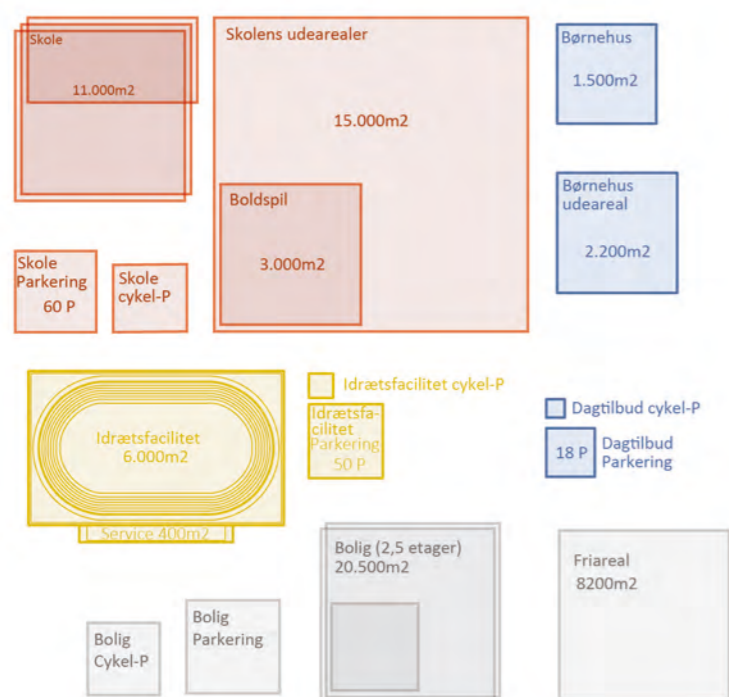 Skole
11.000m2
Skolens udearealer
15.000m2
Boldspil
3.000m2
Børnehus
1.500m2
Børnehus
udeareal
2.200m2
Skole
Parkering
60 P
Skole
cykel-P
Idrætsfacilitet
6.000m2
Service 400m2
Idrætsfacilitet cykel-P
Idrætsfa-
cilitet
Parkering
50 P
Dagtilbud cykel-P
18 P
Dagtilbud
Parkering
Bolig (2,5 etager)
20.500m2
Friareal
8200m2
Bolig
Cykel-P
Bolig
Parkering